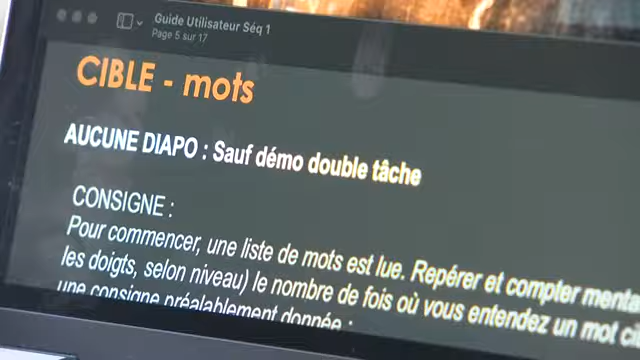 Guide Utilisateur Séq 1
Page 5 sur 17
CIBLE - mots
AUCUNE DIAPO : Sauf démo double tâche
CONSIGNE :
Pour commencer, une liste de mots est lue. Repérer et compter
les doigts, selon niveau) le nombre de fois où vous entendez un mot
une consigne préalablement donnée :